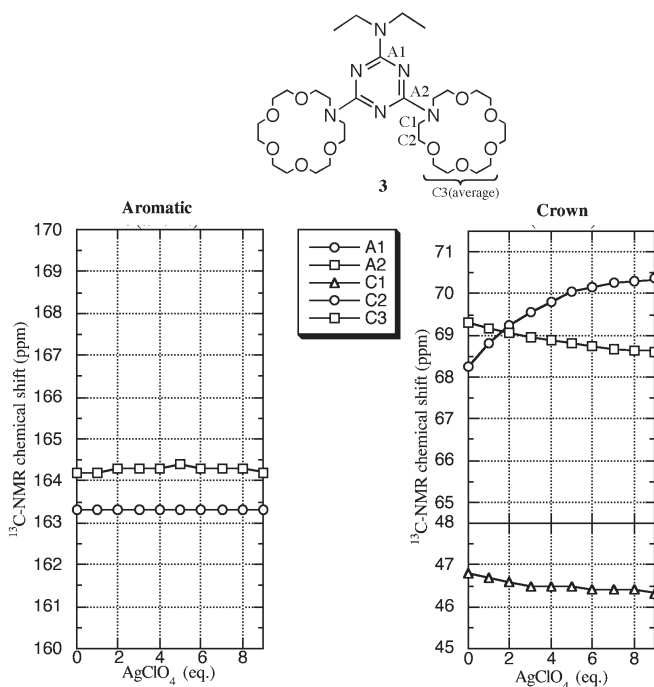 N
A1
N N
A2
N N N
C1
C2
O O O O
O O O O
O O
3
C3(average)
Aromatic
Crown
170
169
168
167
166
165
164
163
162
161
160
13C-NMR chemical shift (ppm)
0 2 4 6 8
AgClO4 (eq.)
A1
A2
C1
C2
C3
71
70
69
68
67
66
65
48
47
46
45
13C-NMR chemical shift (ppm)
0 2 4 6 8
AgClO4 (eq.)